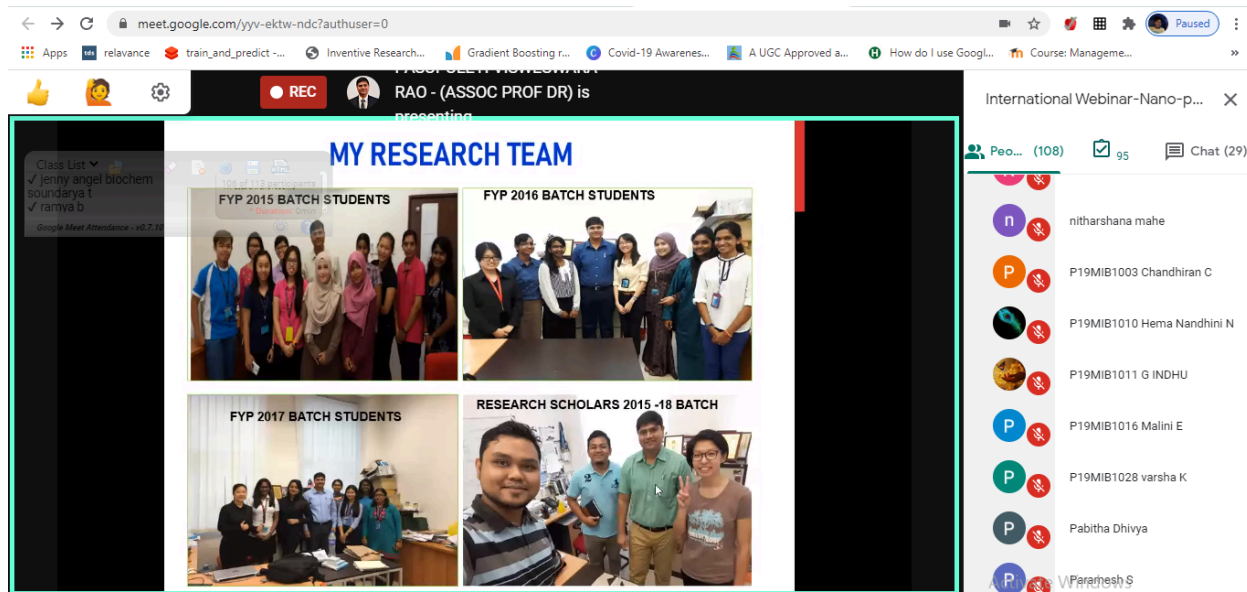 meet.google.com/yyv-ektw-ndc?authuser=0
Paused
Apps
tds
relavance
train_and_predict -...
Inventive Research...
Gradient Boosting r...
Covid-19 Awarenes...
A UGC Approved a...
How do I use Googl...
Course: Manageme...
»
REC
RAO - (ASSOC PROF DR) is
presenting
International Webinar-Nano-p...
Peo... (108)
95
Chat (29)
MY RESEARCH TEAM
Class List
✓ jenny angel biochem
soundarya t
✓ ramya b
Google Meet Attendance - v0.7.10
FYP 2015 BATCH STUDENTS
FYP 2016 BATCH STUDENTS
FYP 2017 BATCH STUDENTS
RESEARCH SCHOLARS 2015 -18 BATCH
n
nitharshana mahe
P
P19MIB1003 Chandhiran C
P19MIB1010 Hema Nandhini N
P19MIB1011 G INDHU
P
P19MIB1016 Malini E
P
P19MIB1028 varsha K
P
Pabitha Dhivya
P
Paramesh S
Activate Windows